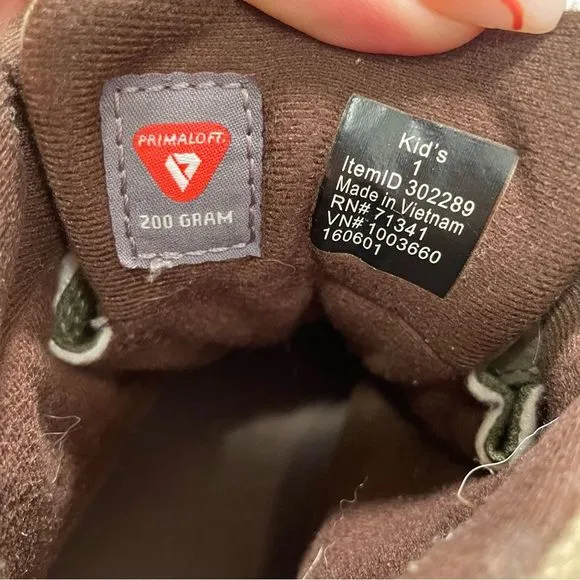 PRIMALOFT
200 GRAM
Kid's
1
ItemID 302289
Made in Vietnam
RN# 71341
VN# 1003660
160601